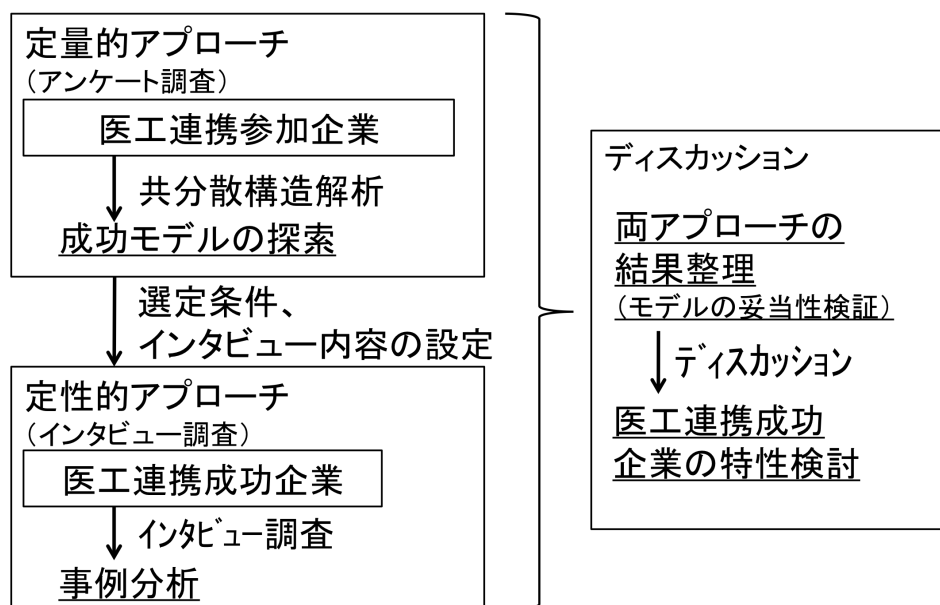 定量的アプローチ
（アンケート調査）
医工連携参加企業
共分散構造解析
成功モデルの探索
選定条件、
インタビュー内容の設定
定性的アプローチ
（インタビュー調査）
医工連携成功企業
インタビュー調査
事例分析
ディスカッション
両アプローチの
結果整理
（モデルの妥当性検証）
ディスカッション
医工連携成功
企業の特性検討